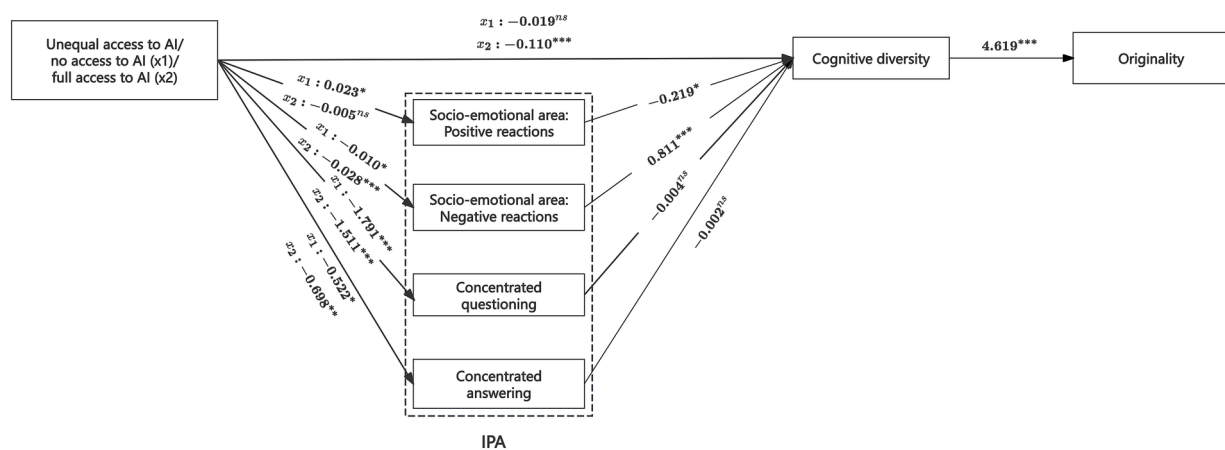 x₁ : −0.019ⁿˢ
x₂ : −0.110***
Unequal access to AI/
no access to AI (x1)/
full access to AI (x2)
Cognitive diversity
4.619***
Originality
x₁ : 0.023*
x₂ : −0.005ⁿˢ
Socio-emotional area:
Positive reactions
−0.219*
x₁ : −0.010*
x₂ : −0.028***
Socio-emotional area:
Negative reactions
0.811***
x₁ : −1.791***
x₂ : −1.511***
Concentrated
questioning
−0.004ⁿˢ
x₁ : −0.522*
x₂ : −0.698**
Concentrated
answering
−0.002ⁿˢ
IPA